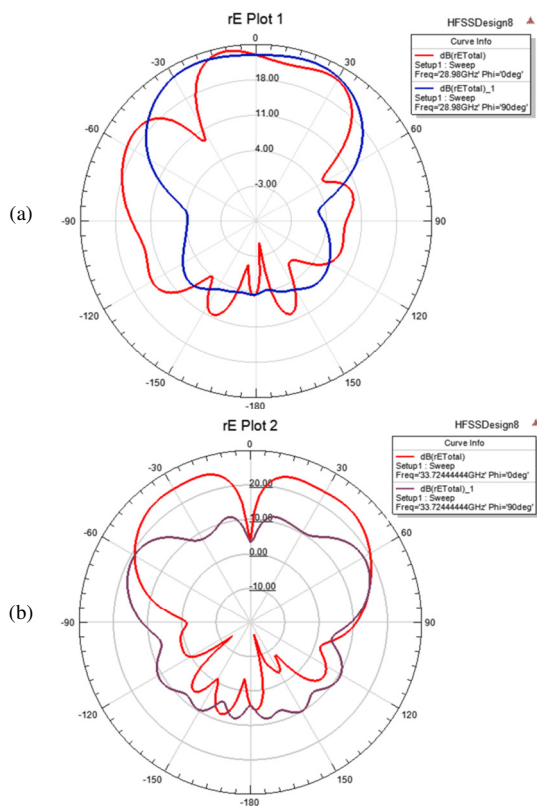 rE Plot 1
HFSSDesign8
Curve Info
dB(rETotal)
Setup1 : Sweep
Freq='28.98GHz' Phi='0deg'
dB(rETotal)_1
Setup1 : Sweep
Freq='28.98GHz' Phi='90deg'
0
-30
30
18.00
-60
60
11.00
4.00
-3.00
(a)
-90
90
-120
120
-150
150
-180
rE Plot 2
HFSSDesign8
Curve Info
dB(rETotal)
Setup1 : Sweep
Freq='33.72444444GHz' Phi='0deg'
dB(rETotal)_1
Setup1 : Sweep
Freq='33.72444444GHz' Phi='90deg'
0
-30
30
20.00
10.00
-60
60
0.00
-10.00
(b)
-90
90
-120
120
-150
150
-180